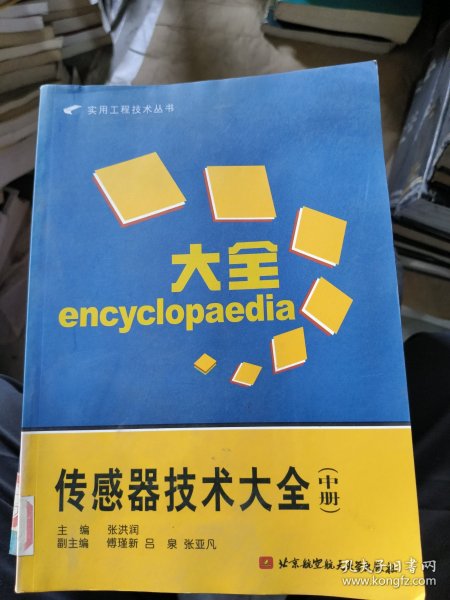 实用工程技术丛书
大全
encyclopaedia
传感器技术大全(中册)
主 编 张洪润
副主编 傅瑾新 吕 泉 张亚凡
北京航空航天大学出版社
孔夫子旧书网
www.kongfz.com